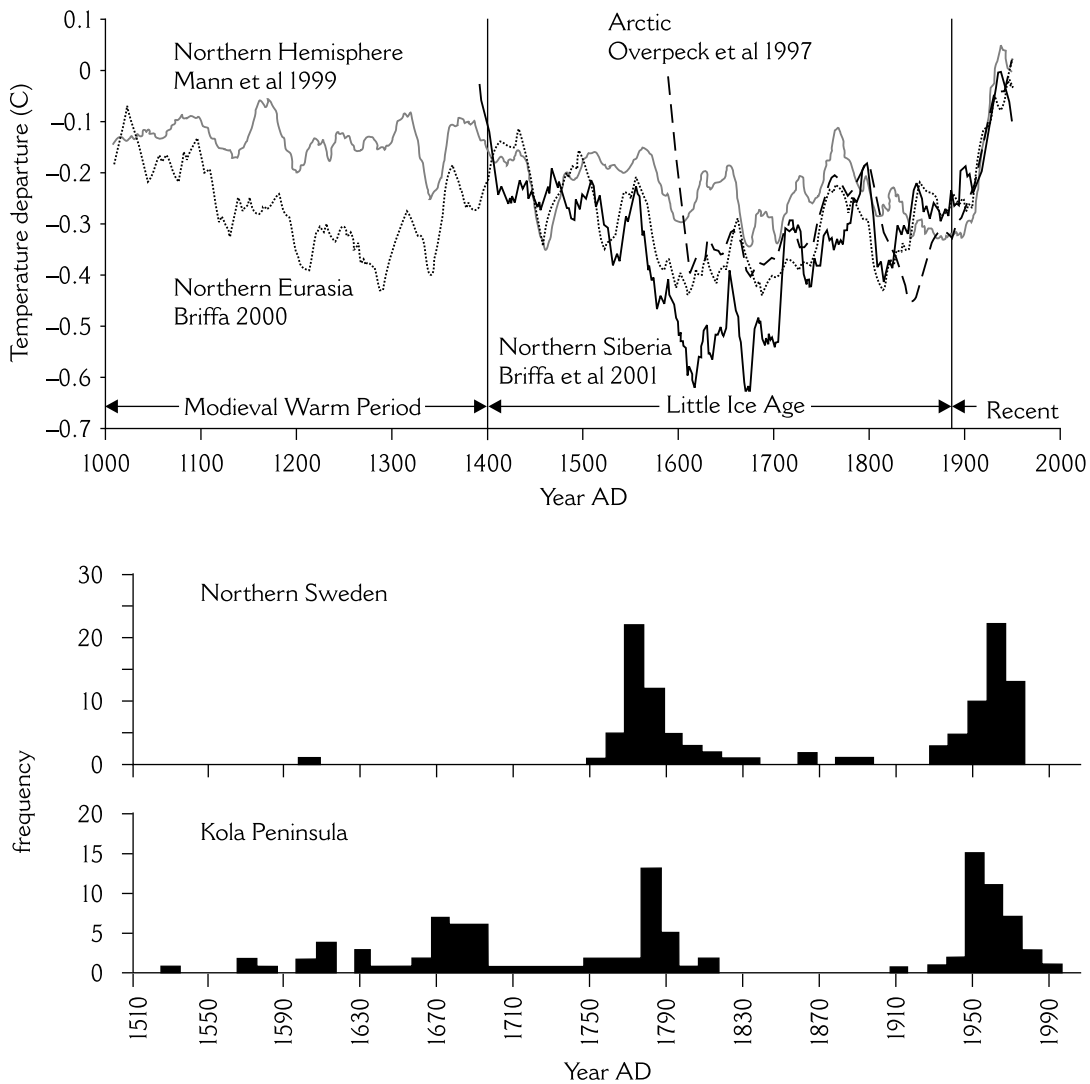 0.1
0
–0.1
–0.2
–0.3
–0.4
–0.5
–0.6
–0.7
Temperature departure (C)
Northern Hemisphere
Mann et al 1999
Arctic
Overpeck et al 1997
Northern Eurasia
Briffa 2000
Northern Siberia
Briffa et al 2001
Modieval Warm Period
Little Ice Age
Recent
1000 1100 1200 1300 1400 1500 1600 1700 1800 1900 2000
Year AD
frequency
30
20
10
0
Northern Sweden
20
15
10
5
0
Kola Peninsula
1510 1550 1590 1630 1670 1710 1750 1790 1830 1870 1910 1950 1990
Year AD